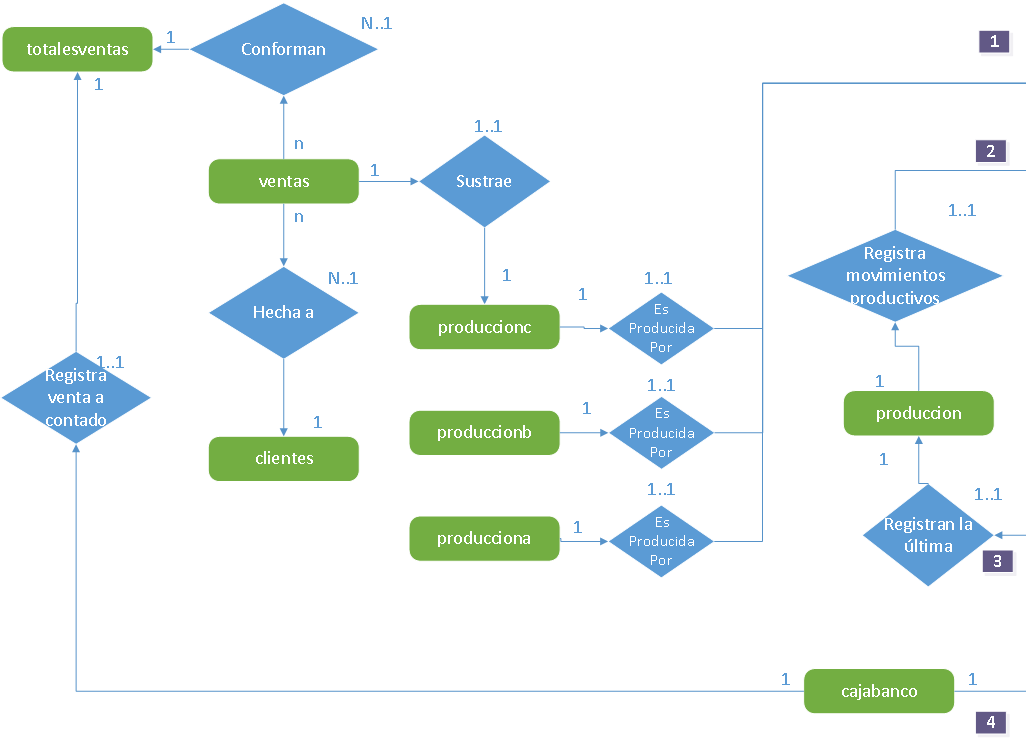 N..1
totalesventas
1
Conforman
1
1
n
2
1..1
ventas
1
Sustrae
n
1..1
N..1
Registra
movimientos
productivos
1
1
1..1
Hecha a
produccionc
Es
Producida
Por
1..1
Registra
venta a
contado
1..1
1
1
produccion
1
produccionb
Es
Producida
Por
clientes
1
1..1
1..1
1
produccióna
Es
Producida
Por
Registran la
última
3
1
1
cajabanco
4